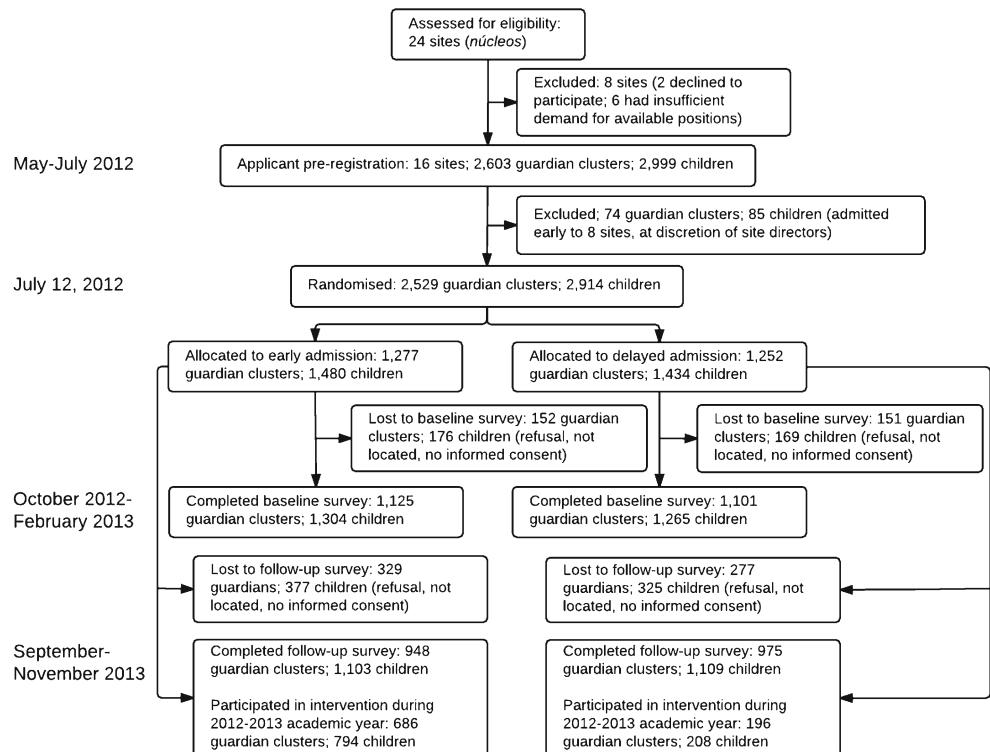 Assessed for eligibility:
24 sites (núcleos)
Excluded: 8 sites (2 declined to
participate; 6 had insufficient
demand for available positions)
May-July 2012
Applicant pre-registration: 16 sites; 2,603 guardian clusters; 2,999 children
Excluded; 74 guardian clusters; 85 children (admitted
early to 8 sites, at discretion of site directors)
July 12, 2012
Randomised: 2,529 guardian clusters; 2,914 children
Allocated to early admission: 1,277
guardian clusters; 1,480 children
Allocated to delayed admission: 1,252
guardian clusters; 1,434 children
Lost to baseline survey: 152 guardian
clusters; 176 children (refusal, not
located, no informed consent)
Lost to baseline survey: 151 guardian
clusters; 169 children (refusal, not
located, no informed consent)
October 2012-
February 2013
Completed baseline survey: 1,125
guardian clusters; 1,304 children
Completed baseline survey: 1,101
guardian clusters; 1,265 children
Lost to follow-up survey: 329
guardians; 377 children (refusal, not
located, no informed consent)
Lost to follow-up survey: 277
guardians; 325 children (refusal, not
located, no informed consent)
September-
November 2013
Completed follow-up survey: 948
guardian clusters; 1,103 children
Participated in intervention during
2012-2013 academic year: 686
guardian clusters; 794 children
Completed follow-up survey: 975
guardian clusters; 1,109 children
Participated in intervention during
2012-2013 academic year: 196
guardian clusters; 208 children